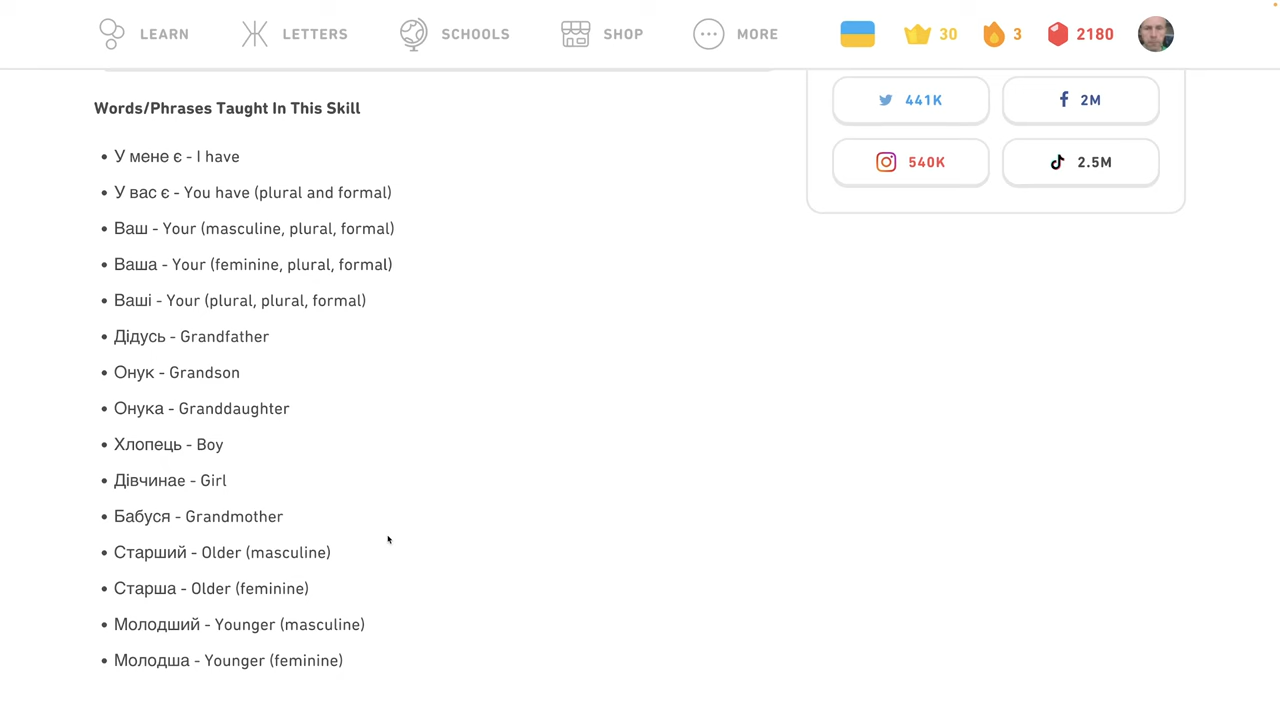 LEARN LETTERS SCHOOLS SHOP MORE 30 3 2180
441K 2M
540K 2.5M
Words/Phrases Taught In This Skill
• У мене є - I have
• У вас є - You have (plural and formal)
• Ваш - Your (masculine, plural, formal)
• Ваша - Your (feminine, plural, formal)
• Ваші - Your (plural, plural, formal)
• Дідусь - Grandfather
• Онук - Grandson
• Онука - Granddaughter
• Хлопець - Boy
• Дівчинае - Girl
• Бабуся - Grandmother
• Старший - Older (masculine)
• Старша - Older (feminine)
• Молодший - Younger (masculine)
• Молодша - Younger (feminine)